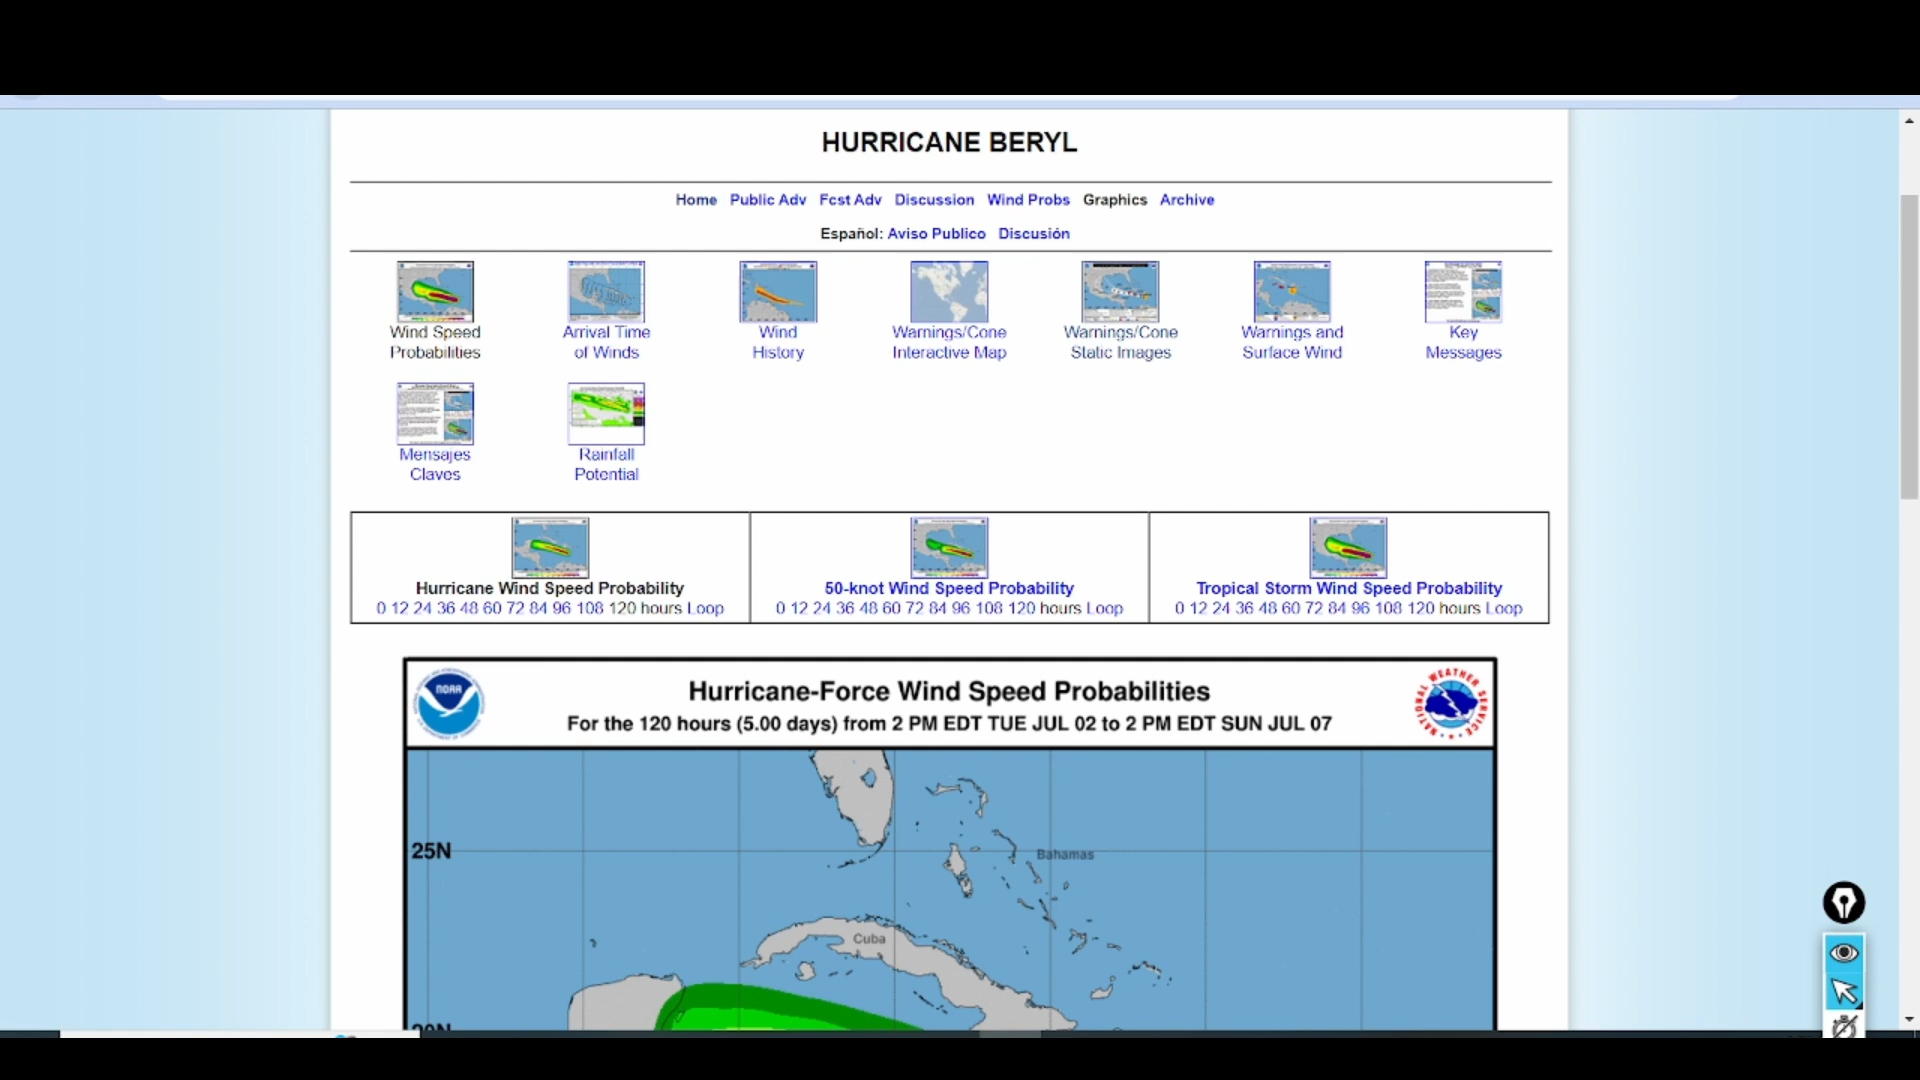 HURRICANE BERYL
Home Public Adv Fcst Adv Discussion Wind Probs Graphics Archive
Español: Aviso Publico Discusión
Wind Speed
Probabilities
Arrival Time
of Winds
Wind
History
Warnings/Cone
Interactive Map
Warnings/Cone
Static Images
Warnings and
Surface Wind
Key
Messages
Mensajes
Claves
Rainfall
Potential
Hurricane Wind Speed Probability
0 12 24 36 48 60 72 84 96 108 120 hours Loop
50-knot Wind Speed Probability
0 12 24 36 48 60 72 84 96 108 120 hours Loop
Tropical Storm Wind Speed Probability
0 12 24 36 48 60 72 84 96 108 120 hours Loop
NOAA
Hurricane-Force Wind Speed Probabilities
For the 120 hours (5.00 days) from 2 PM EDT TUE JUL 02 to 2 PM EDT SUN JUL 07
NATIONAL WEATHER SERVICE
25N
Bahamas
Cuba